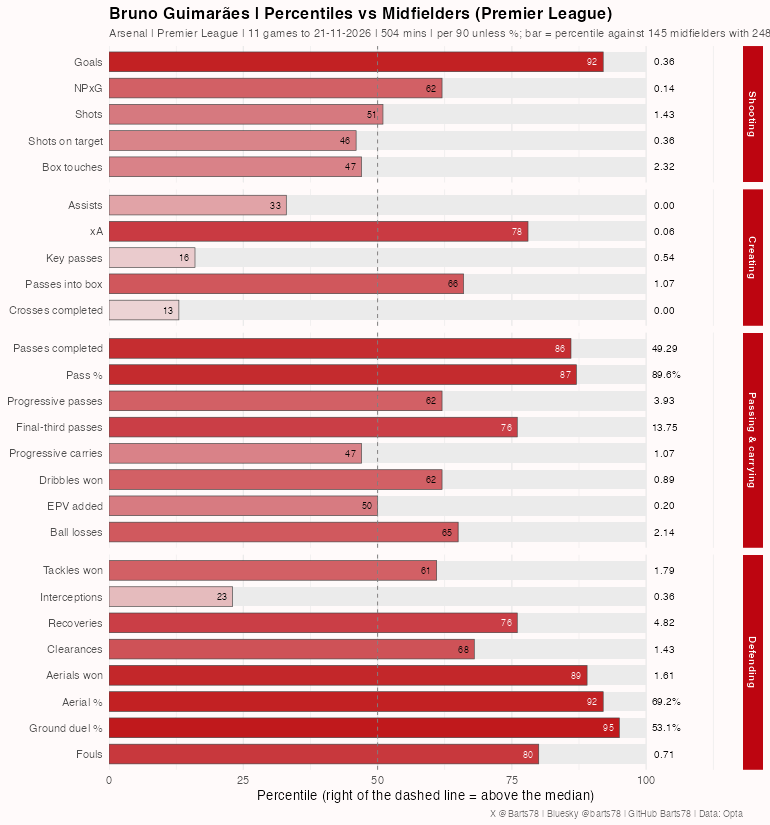 Bruno Guimarães | Percentiles vs Midfielders (Premier League)
Arsenal | Premier League | 11 games to 21-11-2026 | 504 mins | per 90 unless %; bar = percentile against 145 midfielders with 248
Goals 92 0.36
NPxG 62 0.14
Shots 51 1.43
Shots on target 46 0.36
Box touches 47 2.32
Shooting
Assists 33 0.00
xA 78 0.06
Key passes 16 0.54
Passes into box 66 1.07
Crosses completed 13 0.00
Creating
Passes completed 86 49.29
Pass % 87 89.6%
Progressive passes 62 3.93
Final-third passes 76 13.75
Progressive carries 47 1.07
Dribbles won 62 0.89
EPV added 50 0.20
Ball losses 65 2.14
Passing & carrying
Tackles won 61 1.79
Interceptions 23 0.36
Recoveries 76 4.82
Clearances 68 1.43
Aerials won 89 1.61
Aerial % 92 69.2%
Ground duel % 95 53.1%
Fouls 80 0.71
Defending
0 25 50 75 100
Percentile (right of the dashed line = above the median)
X @Barts78 | Bluesky @barts78 | GitHub Barts78 | Data: Opta